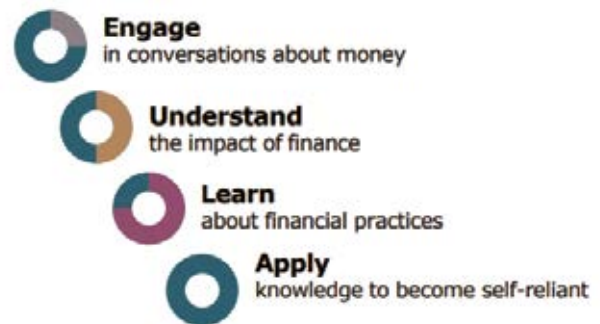 Engage
in conversations about money
Understand
the impact of finance
Learn
about financial practices
Apply
knowledge to become self-reliant